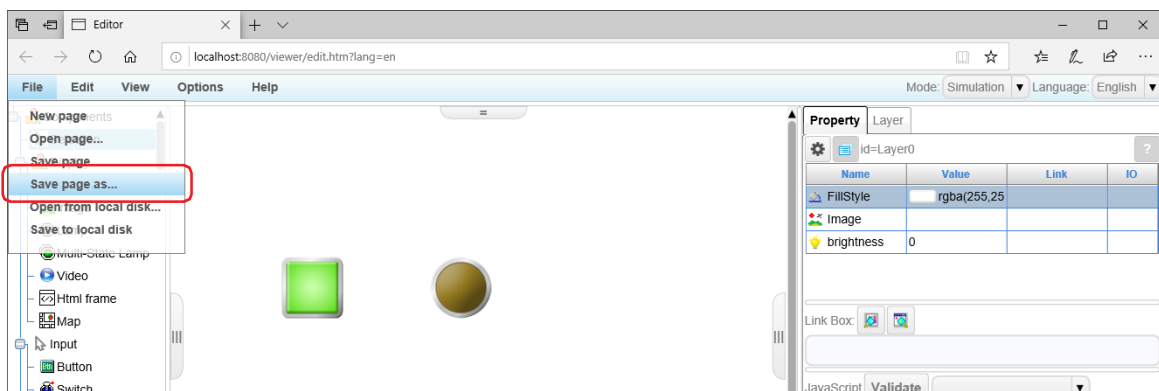 Editor
localhost:8080/viewer/edit.htm?lang=en
File Edit View Options Help
Mode: Simulation Language: English
New page
Open page...
Save page
Save page as...
Open from local disk...
Save to local disk
Multi-State Lamp
Video
Html frame
Map
Input
Button
Switch
=
Property Layer
id=Layer0
?
Name Value Link IO
FillStyle rgba(255,25
Image
brightness 0
Link Box:
JavaScript Validate